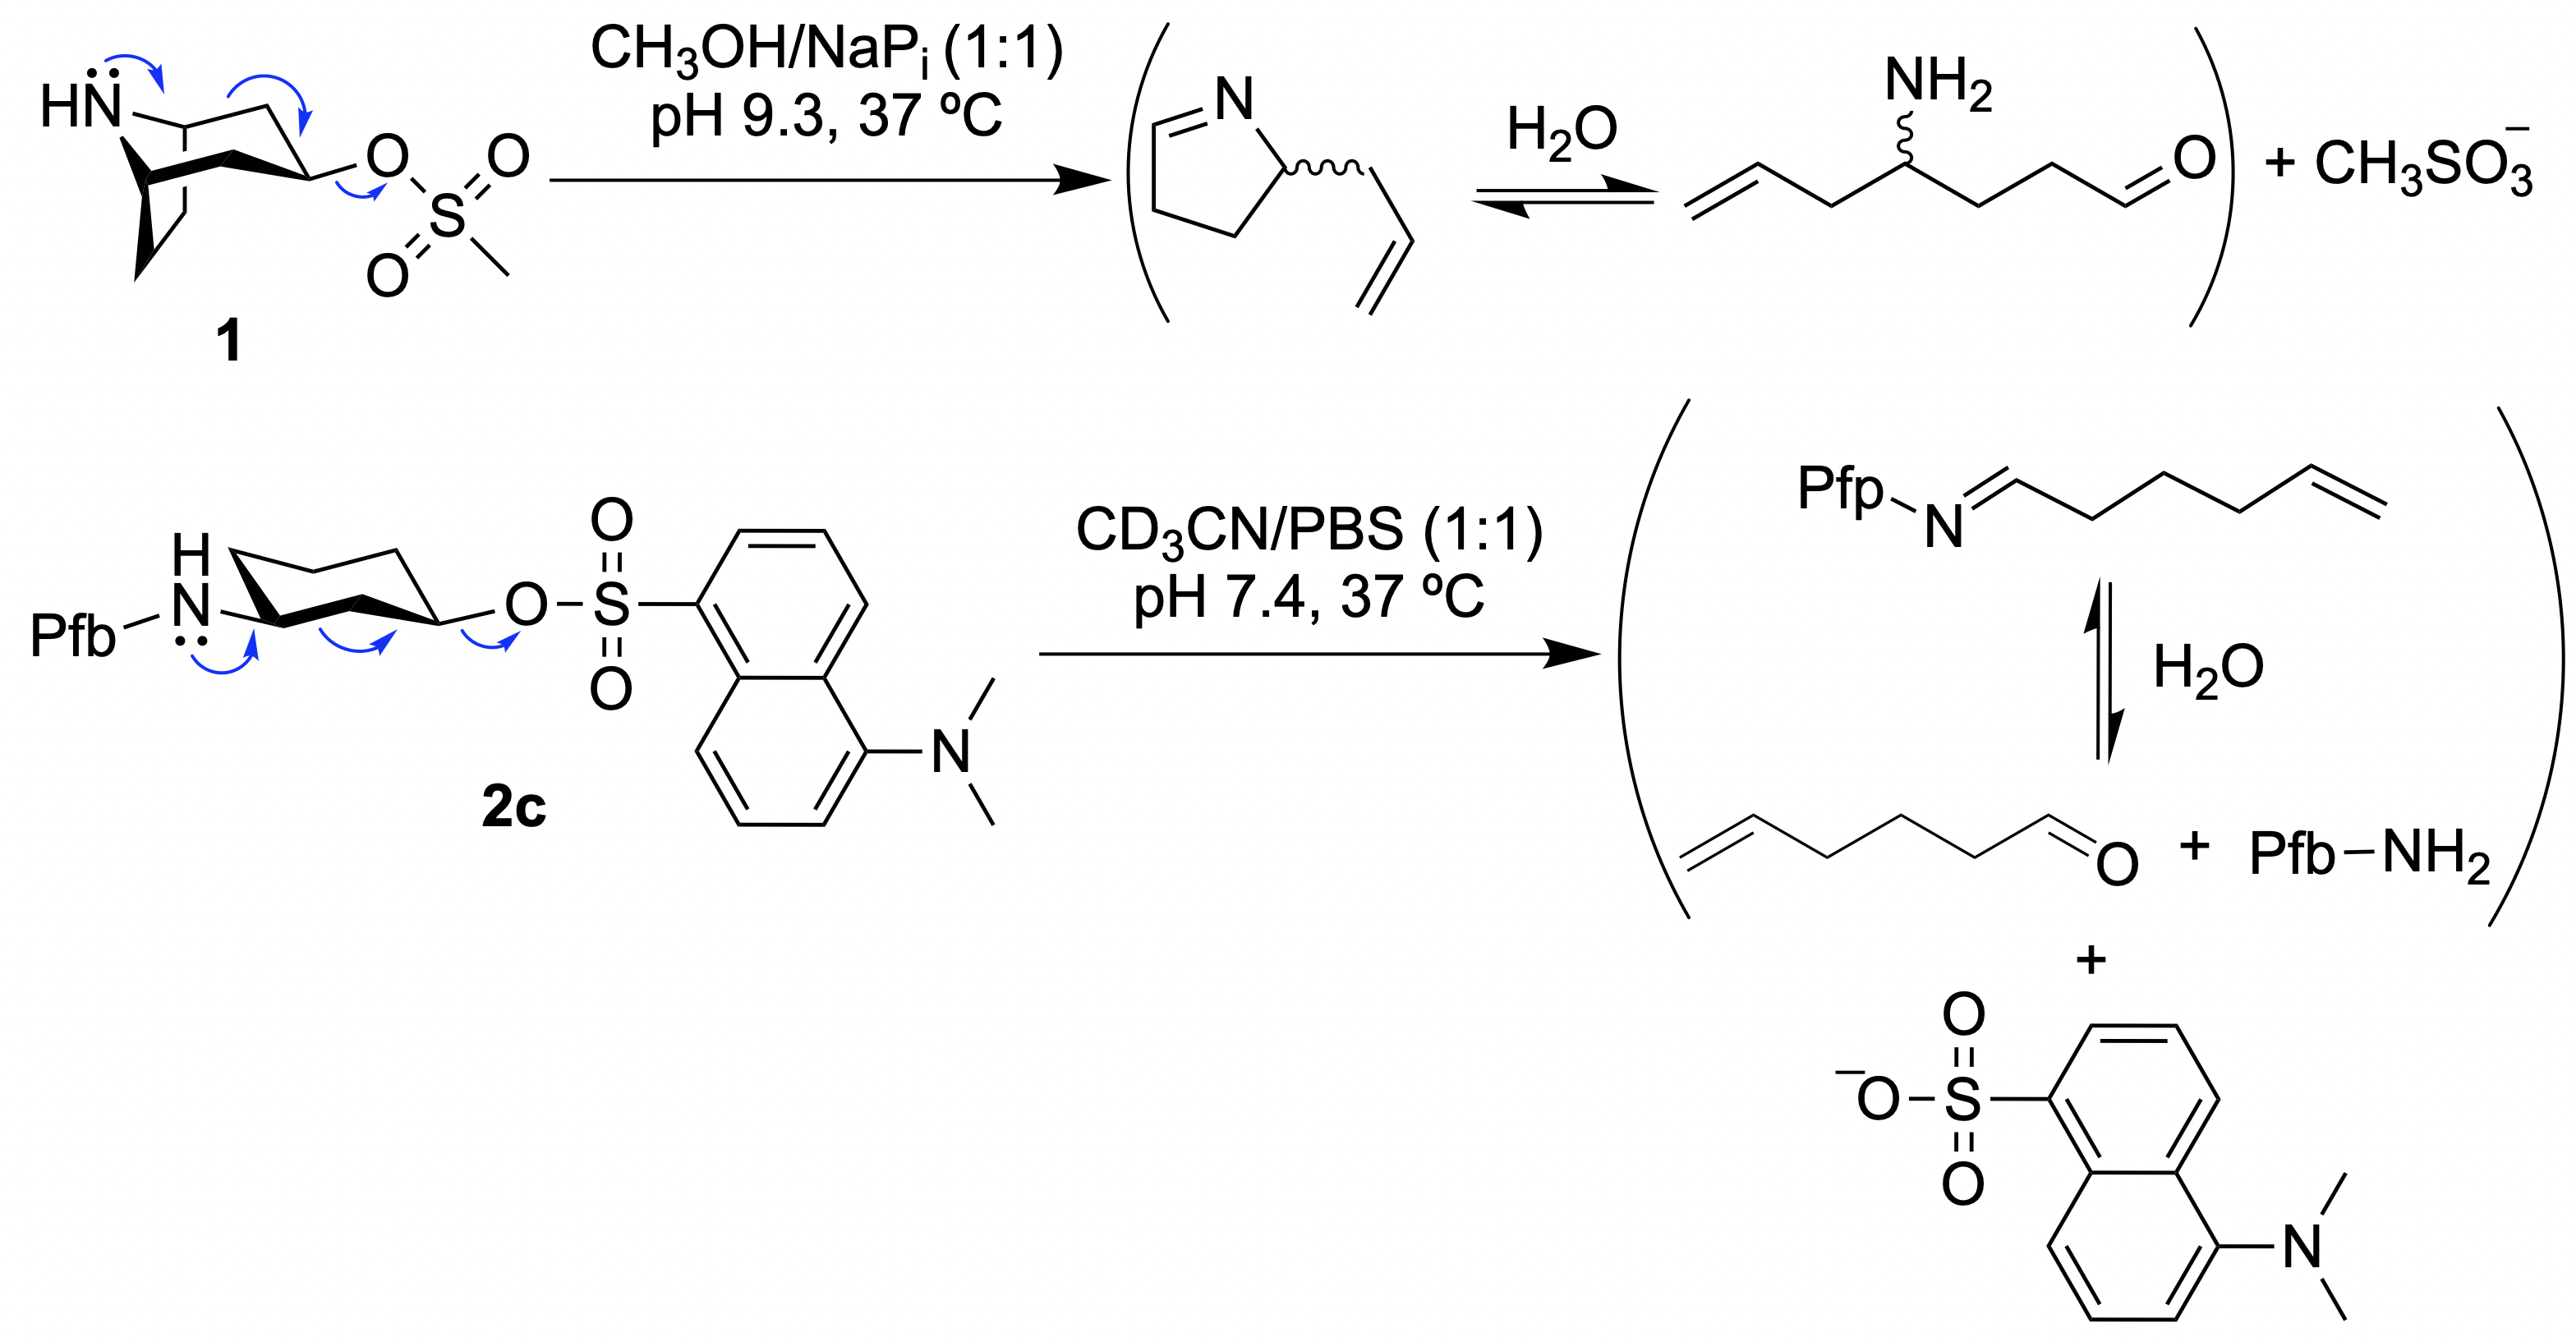 CH₃OH/NaPᵢ (1:1)
pH 9.3, 37 ºC
HN
O
O
S
O
1
N
H₂O
NH₂
O
+ CH₃SO₃⁻
H
N
Pfb
O
O
S
O
N
2c
CD₃CN/PBS (1:1)
pH 7.4, 37 ºC
Pfp
N
H₂O
O
+ Pfb–NH₂
+
O
⁻O
S
O
N